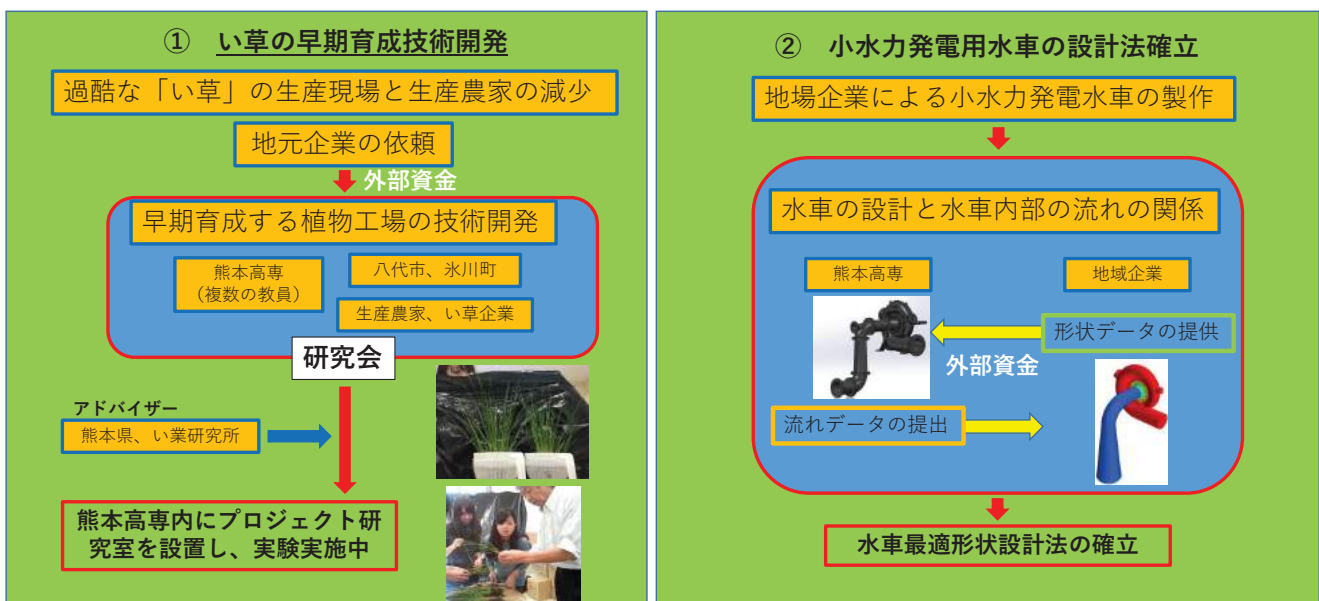 ① い草の早期育成技術開発
過酷な「い草」の生産現場と生産農家の減少
地元企業の依頼
外部資金
早期育成する植物工場の技術開発
熊本高専
(複数の教員)
八代市、氷川町
生産農家、い草企業
研究会
アドバイザー
熊本県、い業研究所
熊本高専内にプロジェクト研
究室を設置し、実験実施中
② 小水力発電用水車の設計法確立
地場企業による小水力発電水車の製作
水車の設計と水車内部の流れの関係
熊本高専
地域企業
形状データの提供
外部資金
流れデータの提出
水車最適形状設計法の確立